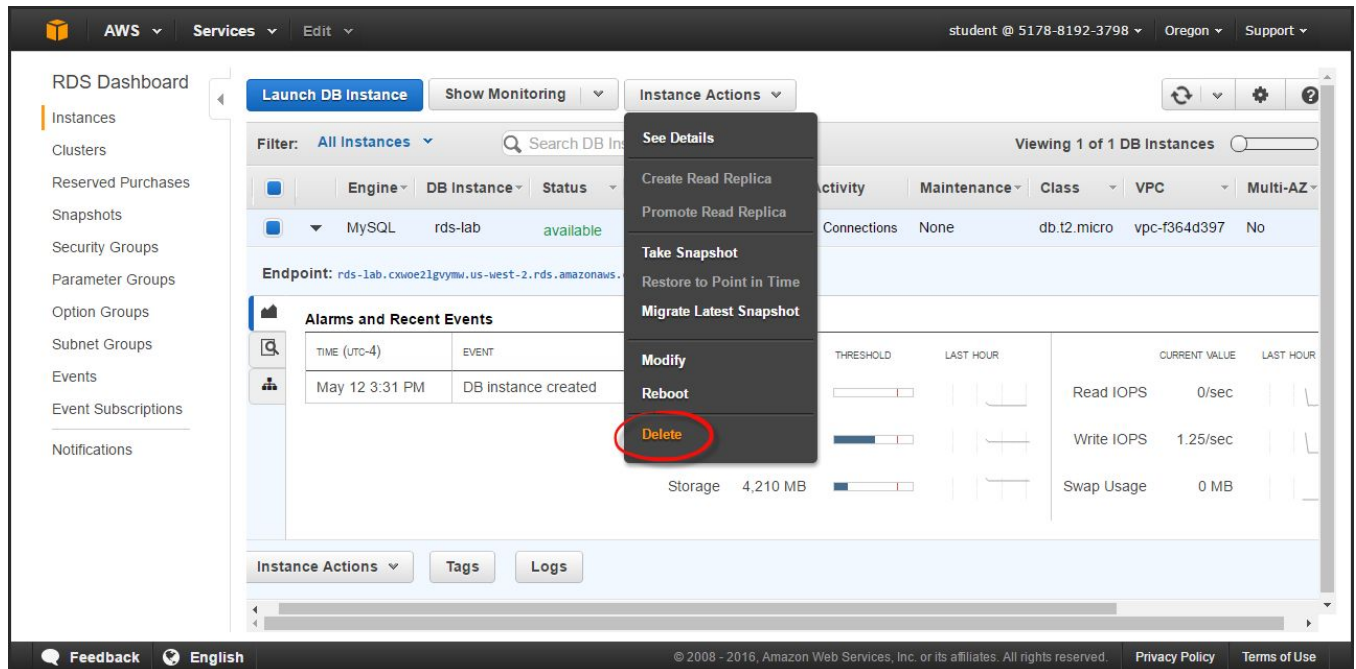 AWS Services Edit student @ 5178-8192-3798 Oregon Support
RDS Dashboard
Instances
Clusters
Reserved Purchases
Snapshots
Security Groups
Parameter Groups
Option Groups
Subnet Groups
Events
Event Subscriptions
Notifications
Launch DB Instance Show Monitoring Instance Actions
Filter: All Instances Search DB Ins Viewing 1 of 1 DB Instances
Engine DB Instance Status ctivity Maintenance Class VPC Multi-AZ
MySQL rds-lab available Connections None db.t2.micro vpc-f364d397 No
Endpoint: rds-lab.cxwoe2lgvymw.us-west-2.rds.amazonaws.
Alarms and Recent Events
TIME (UTC-4) EVENT THRESHOLD LAST HOUR CURRENT VALUE LAST HOUR
May 12 3:31 PM DB instance created Read IOPS 0/sec
Write IOPS 1.25/sec
Storage 4,210 MB Swap Usage 0 MB
See Details
Create Read Replica
Promote Read Replica
Take Snapshot
Restore to Point in Time
Migrate Latest Snapshot
Modify
Reboot
Delete
Instance Actions Tags Logs
Feedback English © 2008 - 2016, Amazon Web Services, Inc. or its affiliates. All rights reserved. Privacy Policy Terms of Use